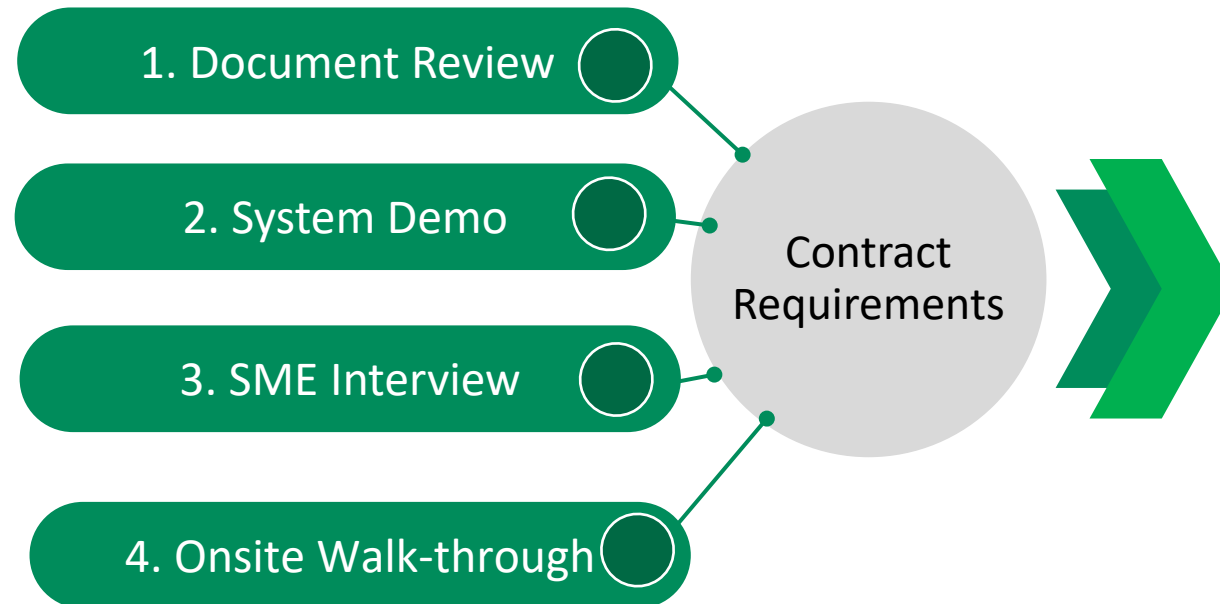 1. Document Review
2. System Demo
3. SME Interview
4. Onsite Walk-through
Contract
Requirements